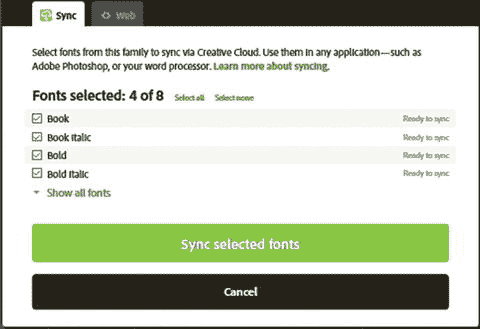 Sync Web
Select fonts from this family to sync via Creative Cloud. Use them in any application—such as
Adobe Photoshop, or your word processor. Learn more about syncing.
Fonts selected: 4 of 8 Select all Select none
Book Ready to sync
Book Italic Ready to sync
Bold Ready to sync
Bold Italic Ready to sync
Show all fonts
Sync selected fonts
Cancel